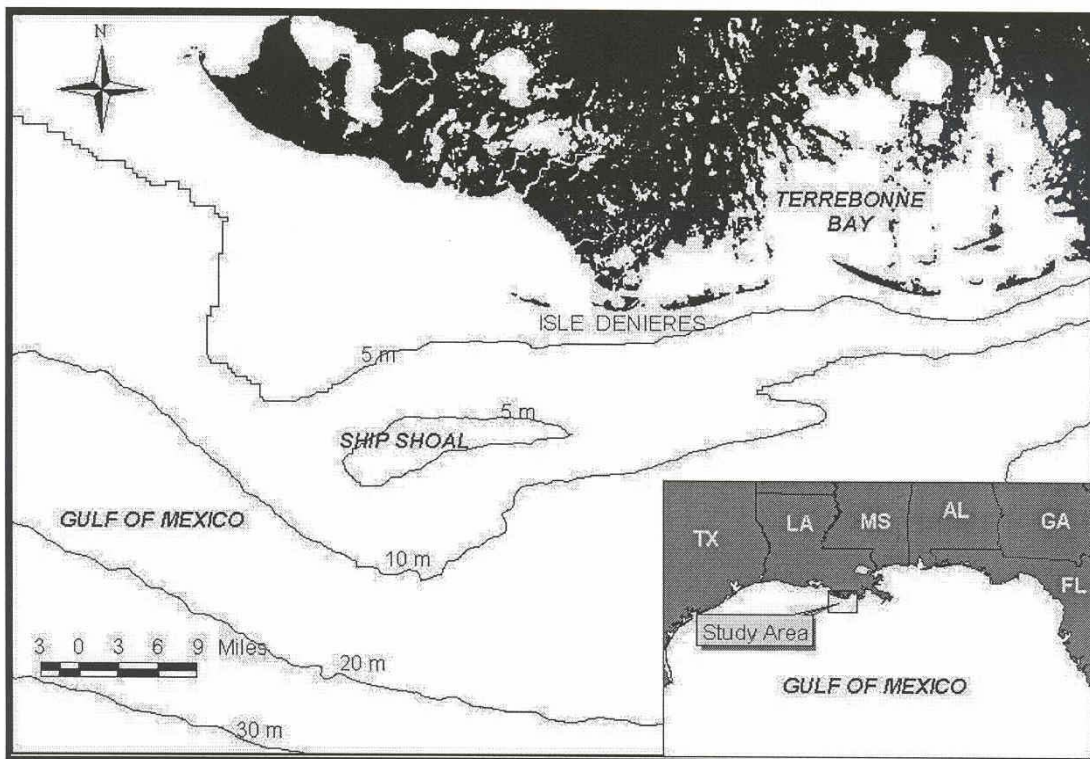 N
TERREBONNE
BAY
ISLE DENIERES
5 m
5 m
SHIP SHOAL
GULF OF MEXICO
10 m
3 0 3 6 9 Miles
20 m
30 m
TX
LA
MS
AL
GA
FL
Study Area
GULF OF MEXICO